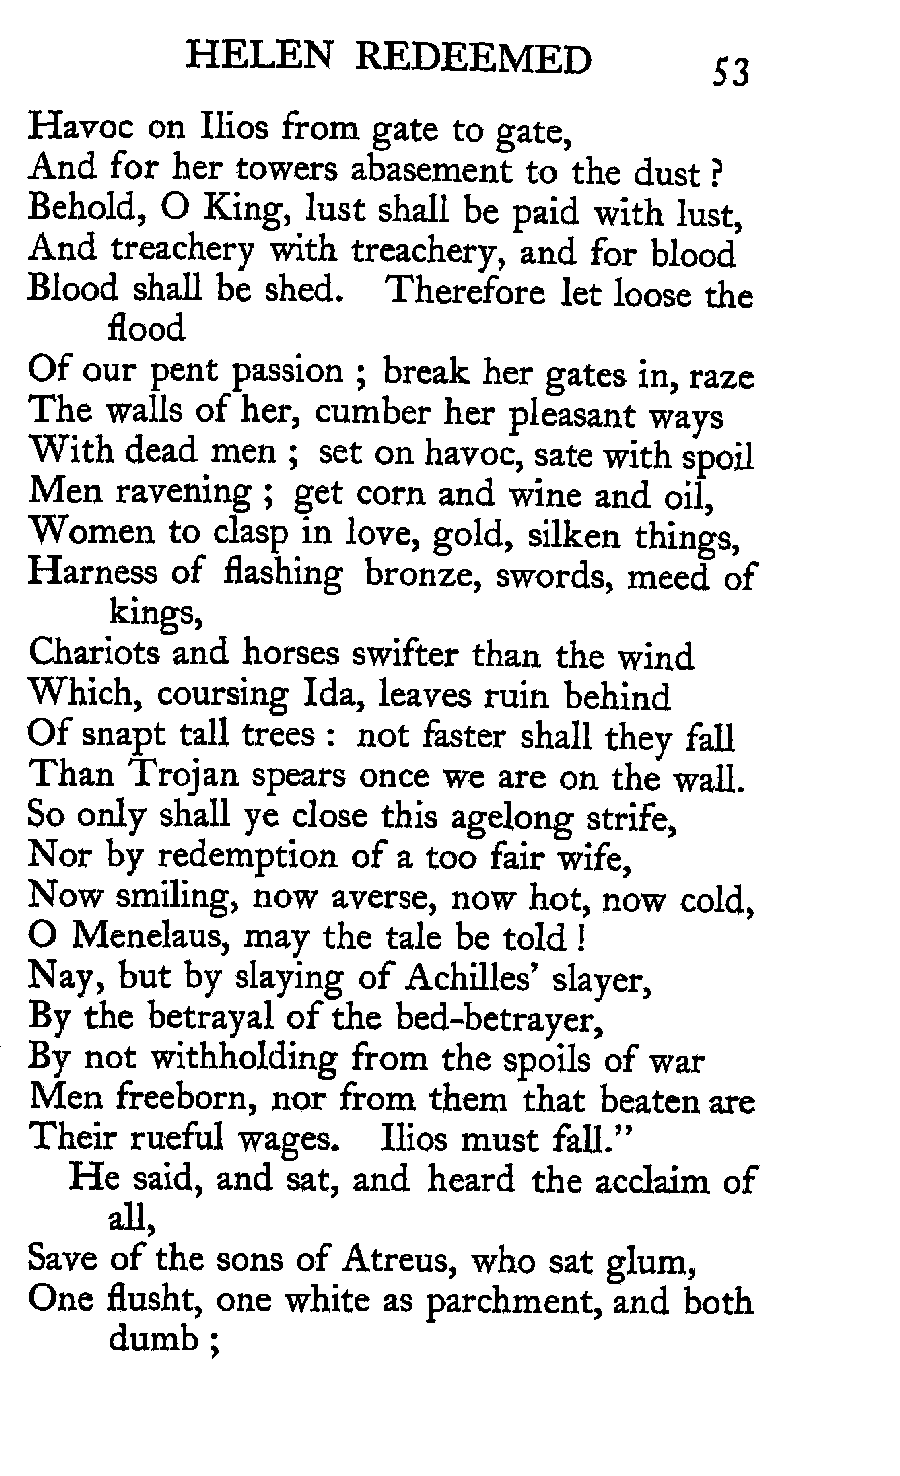 HELEN REDEEMED 53
Havoc on Ilios from gate to gate,
And for her towers abasement to the dust ?
Behold, O King, lust shall be paid with lust,
And treachery with treachery, and for blood
Blood shall be shed. Therefore let loose the
flood
Of our pent passion ; break her gates in, raze
The walls of her, cumber her pleasant ways
With dead men ; set on havoc, sate with spoil
Men ravening ; get corn and wine and oil,
Women to clasp in love, gold, silken things,
Harness of flashing bronze, swords, meed of
kings,
Chariots and horses swifter than the wind
Which, coursing Ida, leaves ruin behind
Of snapt tall trees : not faster shall they fall
Than Trojan spears once we are on the wall.
So only shall ye close this agelong strife,
Nor by redemption of a too fair wife,
Now smiling, now averse, now hot, now cold,
O Menelaus, may the tale be told !
Nay, but by slaying of Achilles' slayer,
By the betrayal of the bed-betrayer,
By not withholding from the spoils of war
Men freeborn, nor from them that beaten are
Their rueful wages. Ilios must fall."
He said, and sat, and heard the acclaim of
all,
Save of the sons of Atreus, who sat glum,
One flusht, one white as parchment, and both
dumb ;